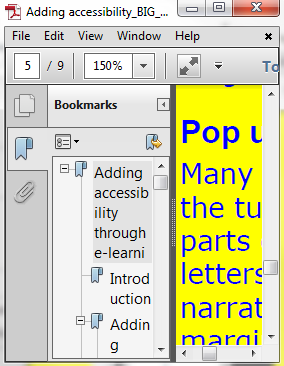 Adding accessibility_BIG_...
File Edit View Window Help
5 / 9 150% To
Bookmarks
Adding
accessib
ility
through
e-learni
Introd
uction
Addin
g
Pop u
Many
the tu
parts
letters
narrat
margi